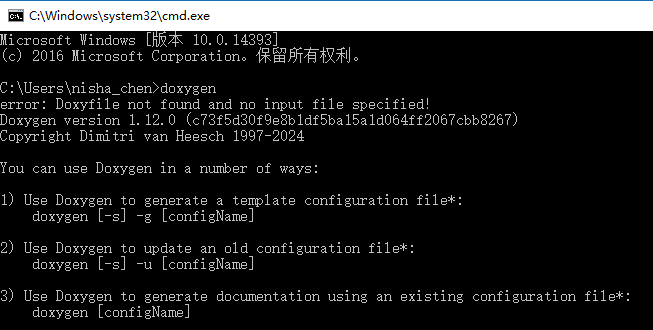 C:\Windows\system32\cmd.exe
Microsoft Windows [版本 10.0.14393]
(c) 2016 Microsoft Corporation。保留所有权利。
C:\Users\nisha_chen>doxygen
error: Doxyfile not found and no input file specified!
Doxygen version 1.12.0 (c73f5d30f9e8b1df5ba15a1d064ff2067cbb8267)
Copyright Dimitri van Heesch 1997-2024
You can use Doxygen in a number of ways:
1) Use Doxygen to generate a template configuration file*:
doxygen [-s] -g [configName]
2) Use Doxygen to update an old configuration file*:
doxygen [-s] -u [configName]
3) Use Doxygen to generate documentation using an existing configuration file*:
doxygen [configName]